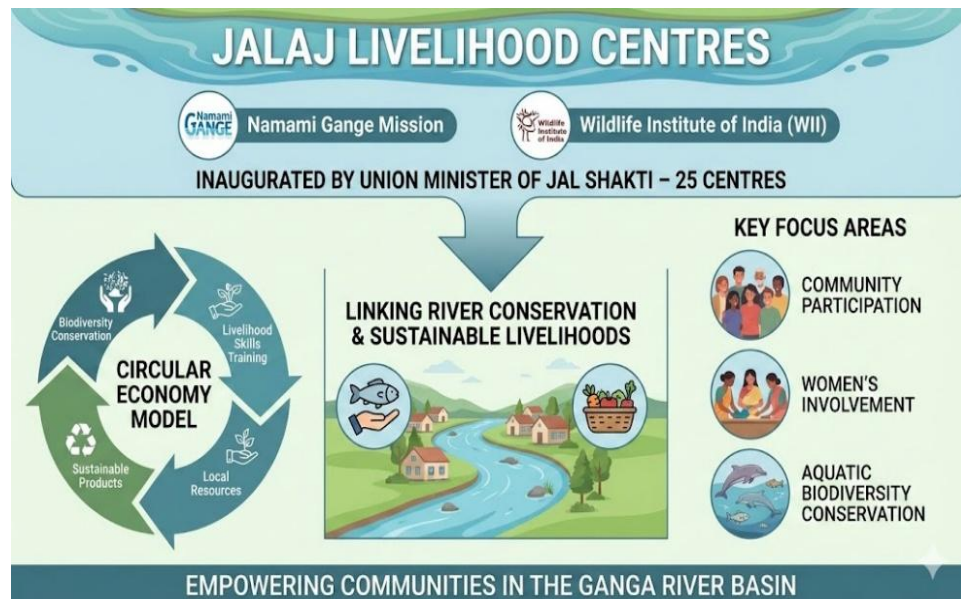 JALAJ LIVELIHOOD CENTRES
Namami
GANGE
Namami Gange Mission
Wildlife
Institute
of India
Wildlife Institute of India (WII)
INAUGURATED BY UNION MINISTER OF JAL SHAKTI – 25 CENTRES
Biodiversity
Conservation
Livelihood
Skills
Training
CIRCULAR
ECONOMY
MODEL
Sustainable
Products
Local
Resources
LINKING RIVER CONSERVATION
& SUSTAINABLE LIVELIHOODS
KEY FOCUS AREAS
COMMUNITY
PARTICIPATION
WOMEN'S
INVOLVEMENT
AQUATIC
BIODIVERSITY
CONSERVATION
EMPOWERING COMMUNITIES IN THE GANGA RIVER BASIN